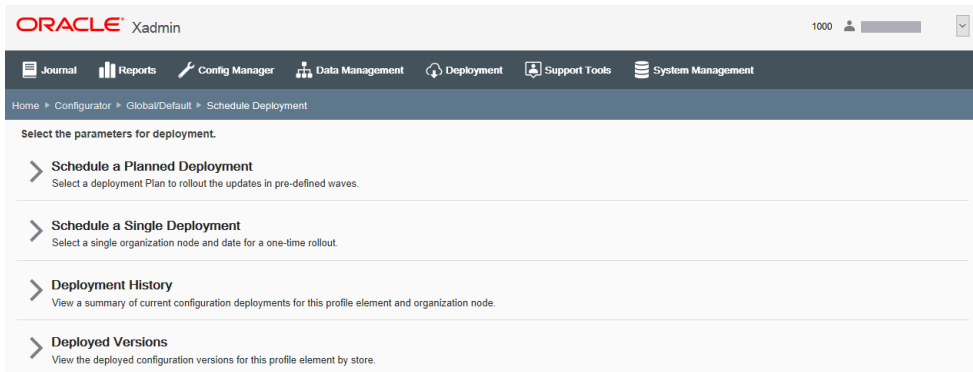 ORACLE® Xadmin
1000
Journal Reports Config Manager Data Management Deployment Support Tools System Management
Home Configurator Global/Default Schedule Deployment
Select the parameters for deployment.
Schedule a Planned Deployment
Select a deployment Plan to rollout the updates in pre-defined waves.
Schedule a Single Deployment
Select a single organization node and date for a one-time rollout.
Deployment History
View a summary of current configuration deployments for this profile element and organization node.
Deployed Versions
View the deployed configuration versions for this profile element by store.